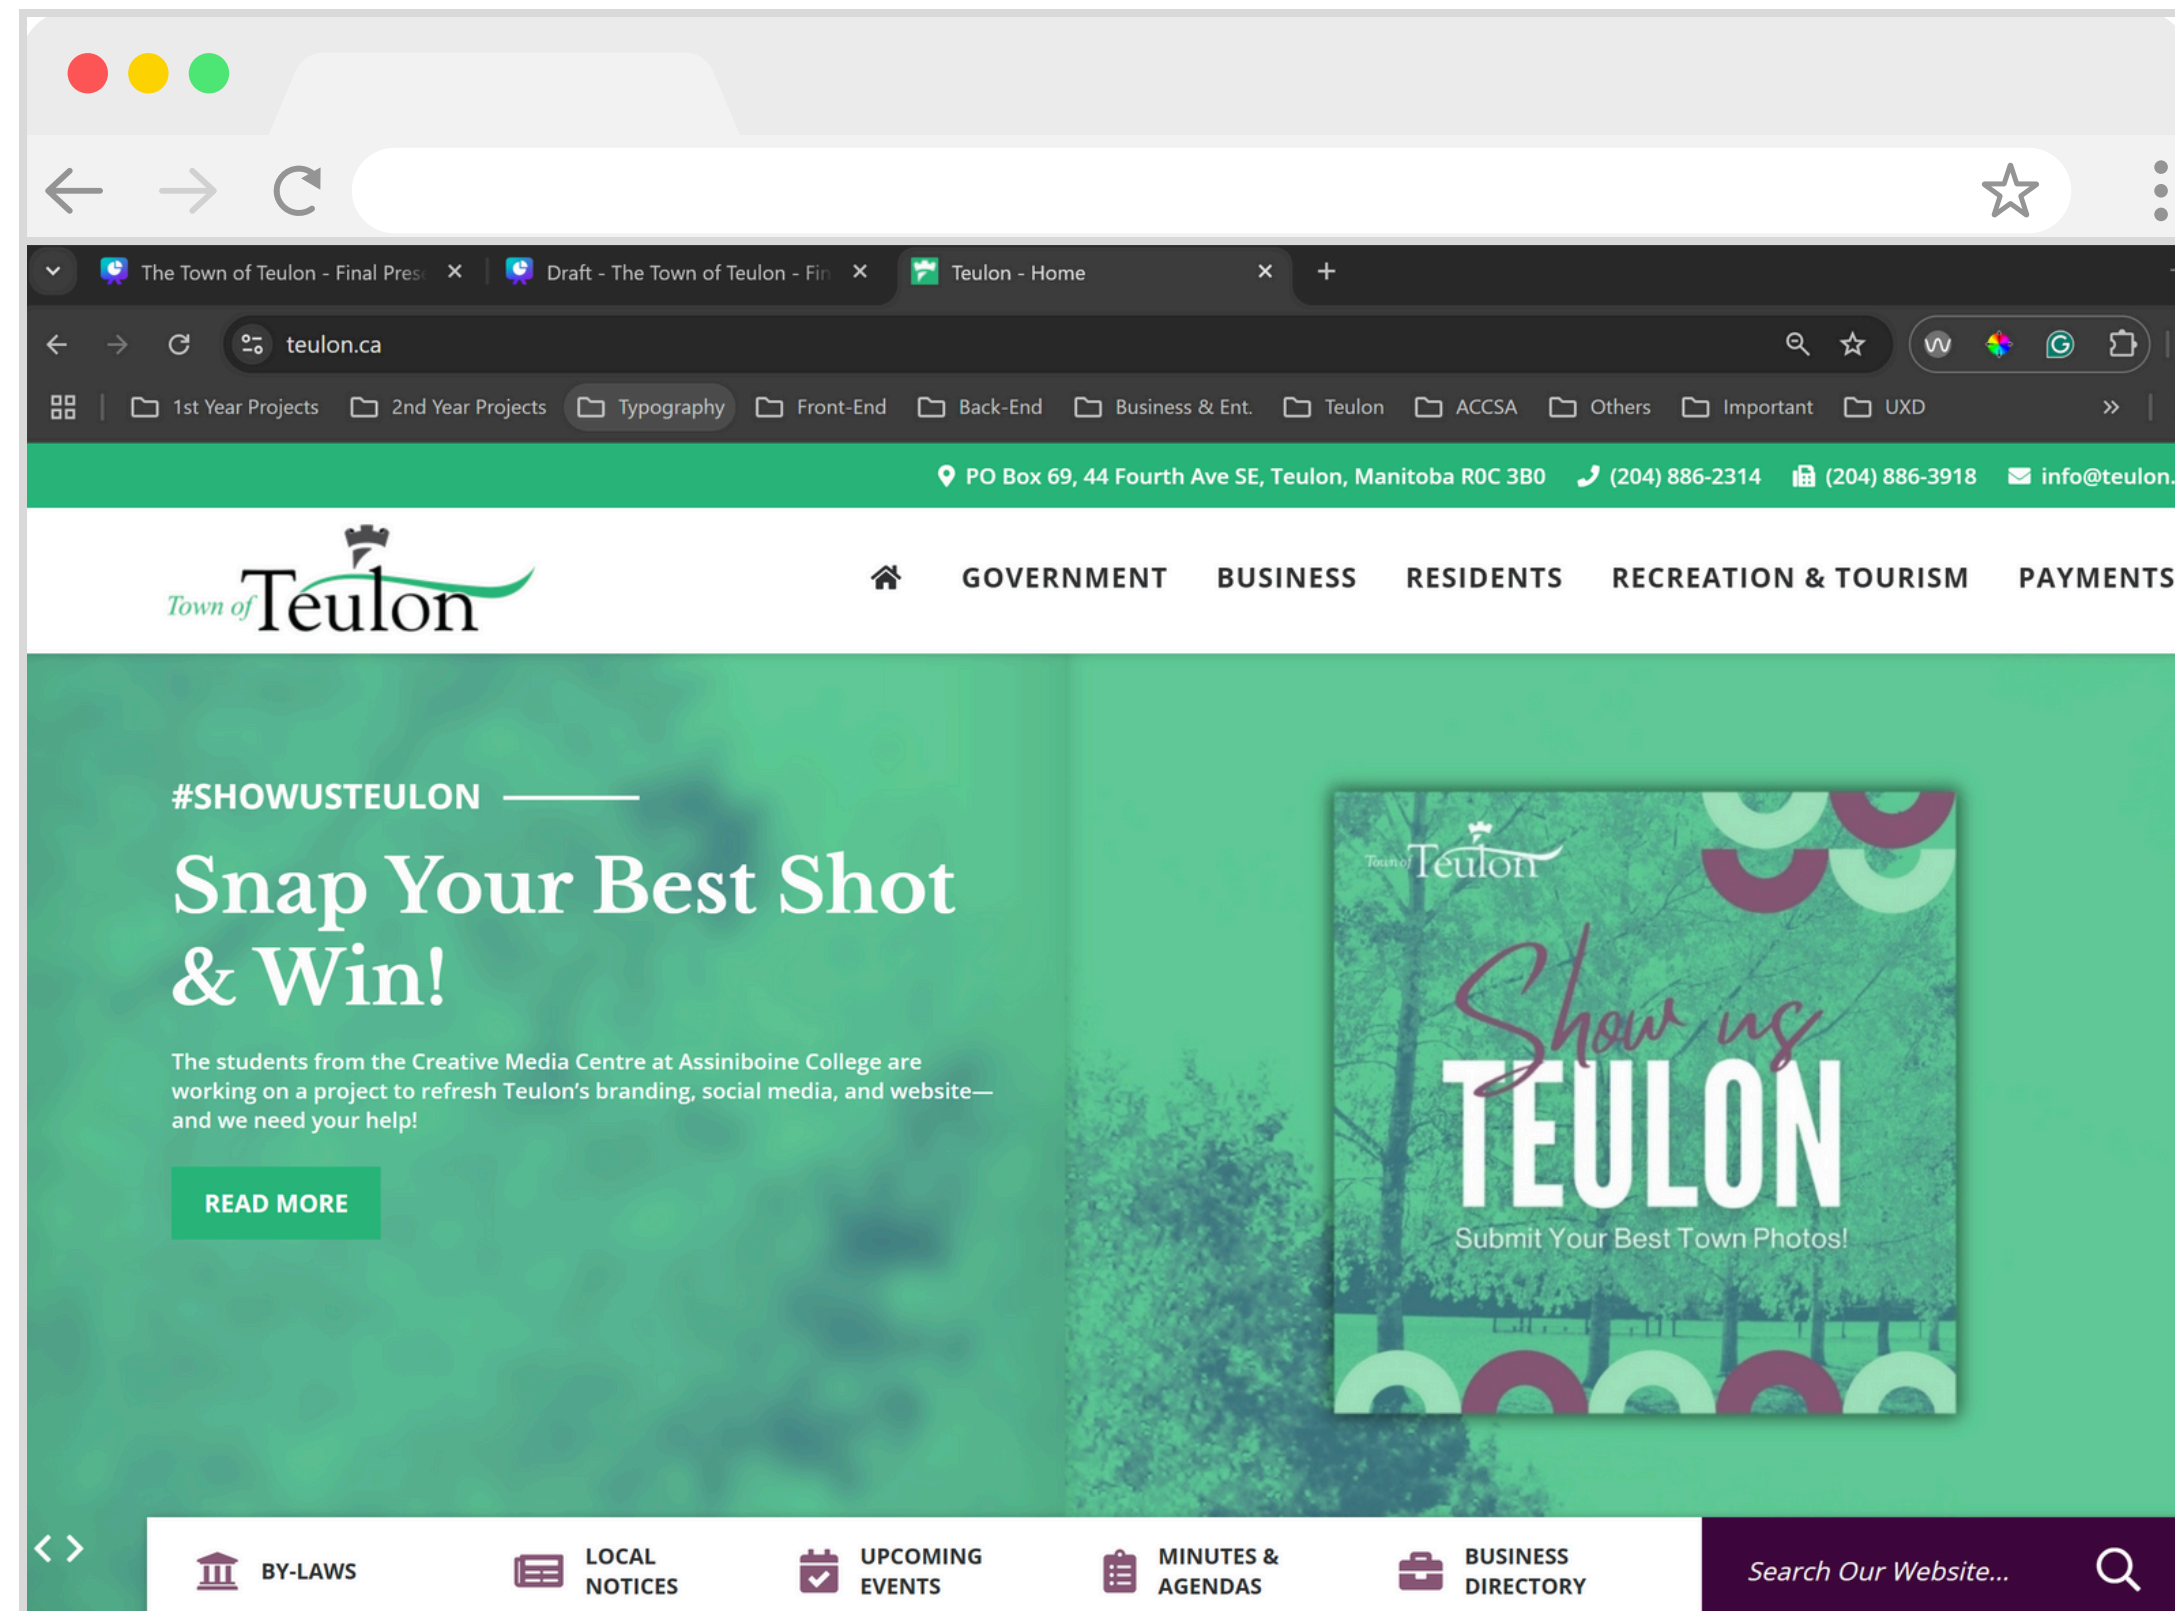 The Town of Teulon - Final Pres
Draft - The Town of Teulon - Fin
Teulon - Home
teulon.ca
1st Year Projects
2nd Year Projects
Typography
Front-End
Back-End
Business & Ent.
Teulon
ACCSA
Others
Important
UXD
PO Box 69, 44 Fourth Ave SE, Teulon, Manitoba R0C 3B0
(204) 886-2314
(204) 886-3918
info@teulon.
Town of Teulon
GOVERNMENT
BUSINESS
RESIDENTS
RECREATION & TOURISM
PAYMENTS
#SHOWUSTEULON
Snap Your Best Shot
& Win!
The students from the Creative Media Centre at Assiniboine College are
working on a project to refresh Teulon’s branding, social media, and website—
and we need your help!
READ MORE
Town of Teulon
Show us
TEULON
Submit Your Best Town Photos!
BY-LAWS
LOCAL
NOTICES
UPCOMING
EVENTS
MINUTES &
AGENDAS
BUSINESS
DIRECTORY
Search Our Website...